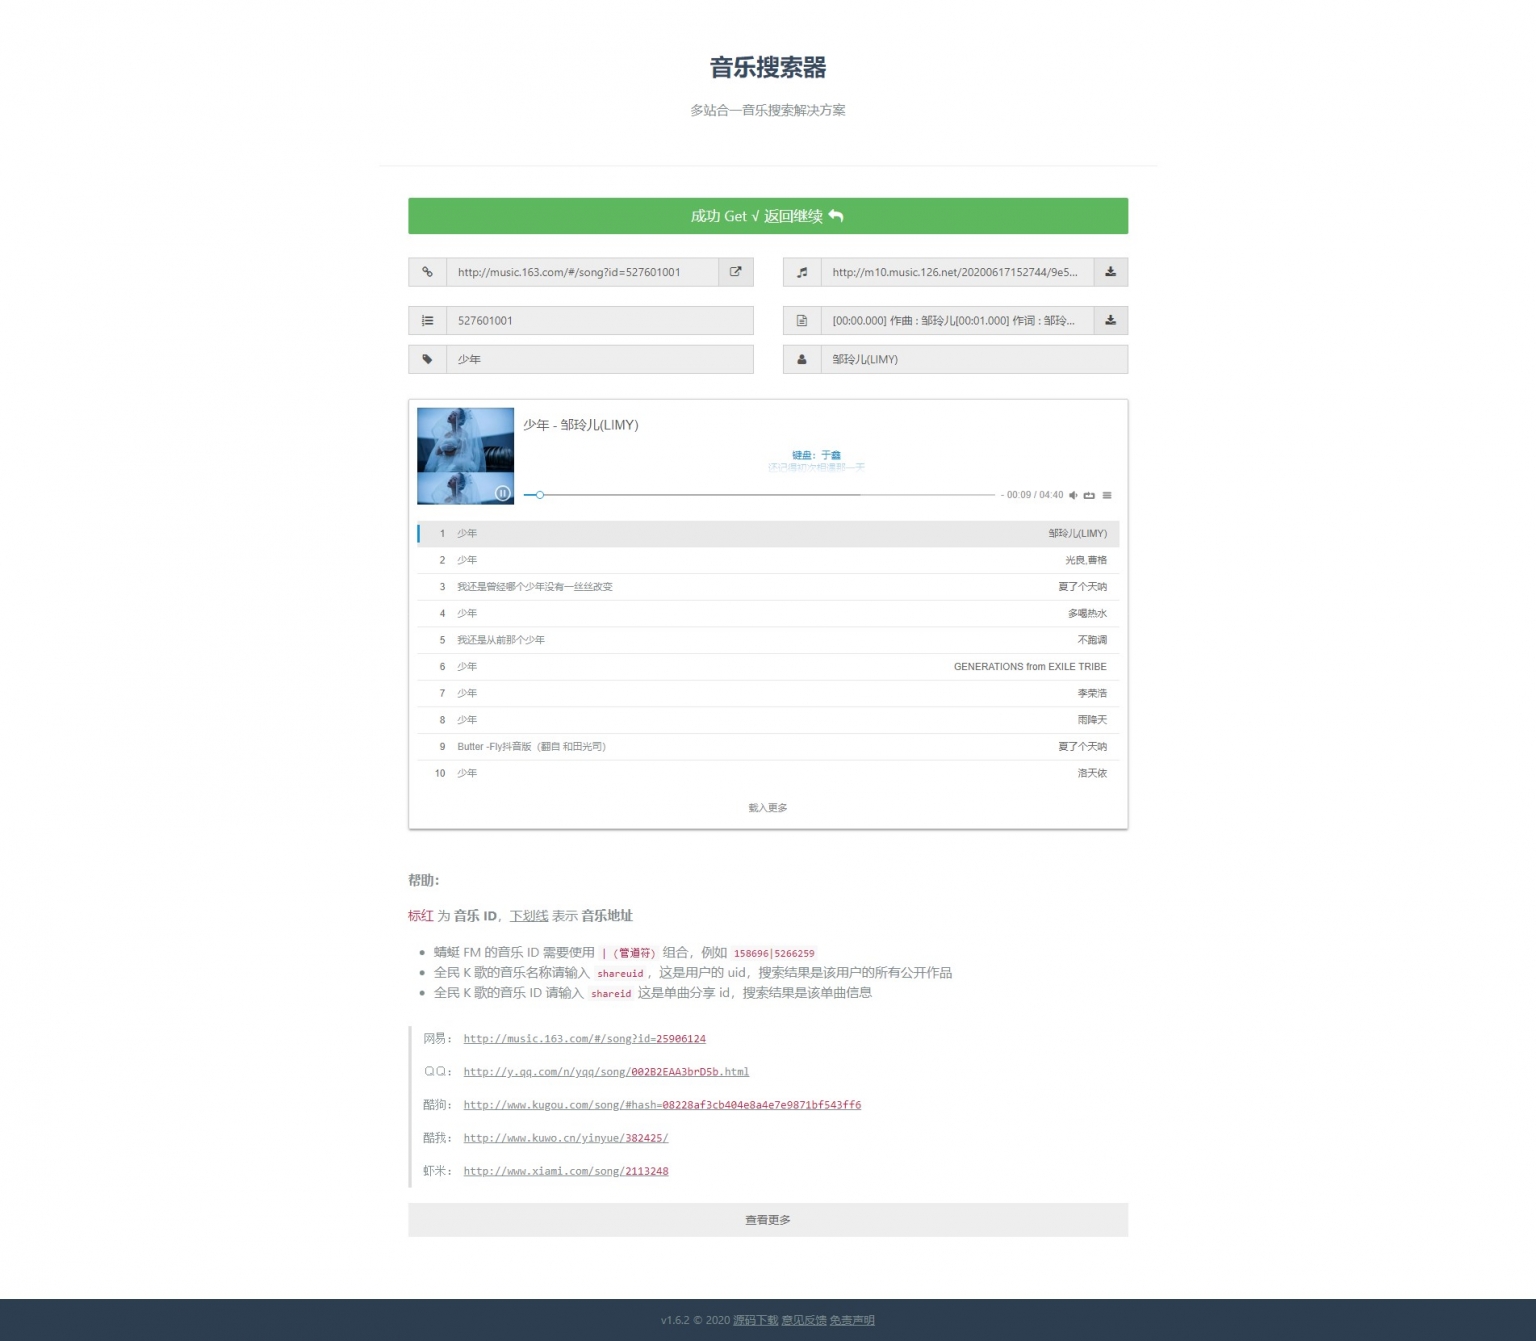 音乐搜索器
多站合一音乐搜索解决方案
成功 Get √ 返回继续
http://music.163.com/#/song?id=527601001
http://m10.music.126.net/20200617152744/9e5...
527601001
[00:00.000] 作曲 : 邹玲儿[00:01.000] 作词 : 邹玲...
少年
邹玲儿(LIMY)
少年 - 邹玲儿(LIMY)
键盘：于鑫
还记得初次相遇那一天
- 00:09 / 04:40
1 少年 邹玲儿(LIMY)
2 少年 光良,曹格
3 我还是曾经哪个少年没有一丝丝改变 夏了个天呐
4 少年 多喝热水
5 我还是从前那个少年 不跑调
6 少年 GENERATIONS from EXILE TRIBE
7 少年 李荣浩
8 少年 雨降天
9 Butter -Fly抖音版（翻自 和田光司） 夏了个天呐
10 少年 洛天依
载入更多
帮助：
标红 为 音乐 ID，下划线 表示 音乐地址
蜻蜓 FM 的音乐 ID 需要使用 | (管道符) 组合，例如 158696|5266259
全民 K 歌的音乐名称请输入 shareuid ，这是用户的 uid，搜索结果是该用户的所有公开作品
全民 K 歌的音乐 ID 请输入 shareid 这是单曲分享 id，搜索结果是该单曲信息
网易： http://music.163.com/#/song?id=25906124
ＱＱ： http://y.qq.com/n/yqq/song/002B2EAA3brD5b.html
酷狗： http://www.kugou.com/song/#hash=08228af3cb404e8a4e7e9871bf543ff6
酷我： http://www.kuwo.cn/yinyue/382425/
虾米： http://www.xiami.com/song/2113248
查看更多
v1.6.2 © 2020 源码下载 意见反馈 免责声明